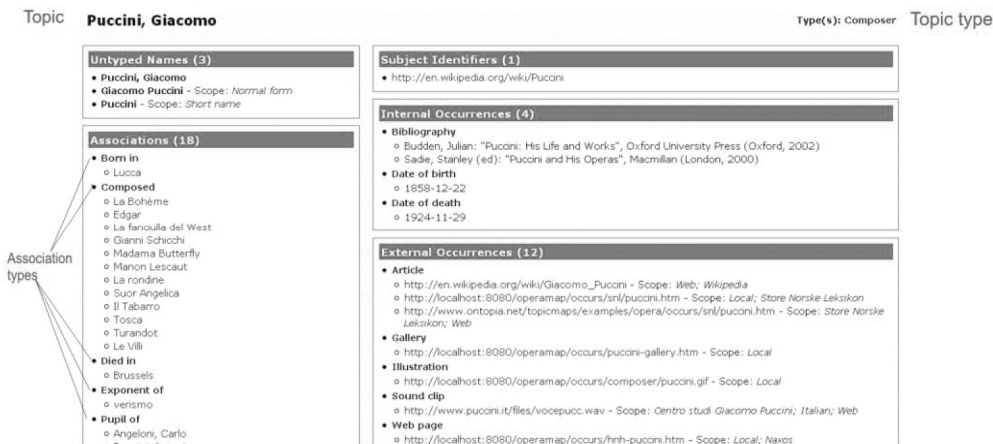 Topic
Puccini, Giacomo
Type(s): Composer
Topic type
Untyped Names (3)
• Puccini, Giacomo
• Giacomo Puccini - Scope: Normal form
• Puccini - Scope: Short name
Associations (18)
• Born in
○ Lucca
• Composed
○ La Bohème
○ Edgar
○ La fanciulla del West
○ Gianni Schicchi
○ Madama Butterfly
○ Manon Lescaut
○ La rondine
○ Suor Angelica
○ Il Tabarro
○ Tosca
○ Turandot
○ Le Villi
• Died in
○ Brussels
• Exponent of
○ verismo
• Pupil of
○ Angeloni, Carlo
Association
types
Subject Identifiers (1)
• http://en.wikipedia.org/wiki/Puccini
Internal Occurrences (4)
• Bibliography
○ Budden, Julian: "Puccini: His Life and Works", Oxford University Press (Oxford, 2002)
○ Sadie, Stanley (ed): "Puccini and His Operas", Macmillan (London, 2000)
• Date of birth
○ 1858-12-22
• Date of death
○ 1924-11-29
External Occurrences (12)
• Article
○ http://en.wikipedia.org/wiki/Giacomo_Puccini - Scope: Web; Wikipedia
○ http://localhost:8080/operamap/occurs/snl/puccini.htm - Scope: Local; Store Norske Leksikon
○ http://www.ontopia.net/topicmaps/examples/opera/occurs/snl/puccini.htm - Scope: Store Norske
Leksikon; Web
• Gallery
○ http://localhost:8080/operamap/occurs/puccini-gallery.htm - Scope: Local
• Illustration
○ http://localhost:8080/operamap/occurs/composer/puccini.gif - Scope: Local
• Sound clip
○ http://www.puccini.it/files/vocepucc.wav - Scope: Centro studi Giacomo Puccini; Italian; Web
• Web page
○ http://localhost:8080/operamap/occurs/hnh-puccini.htm - Scope: Local; Naxos